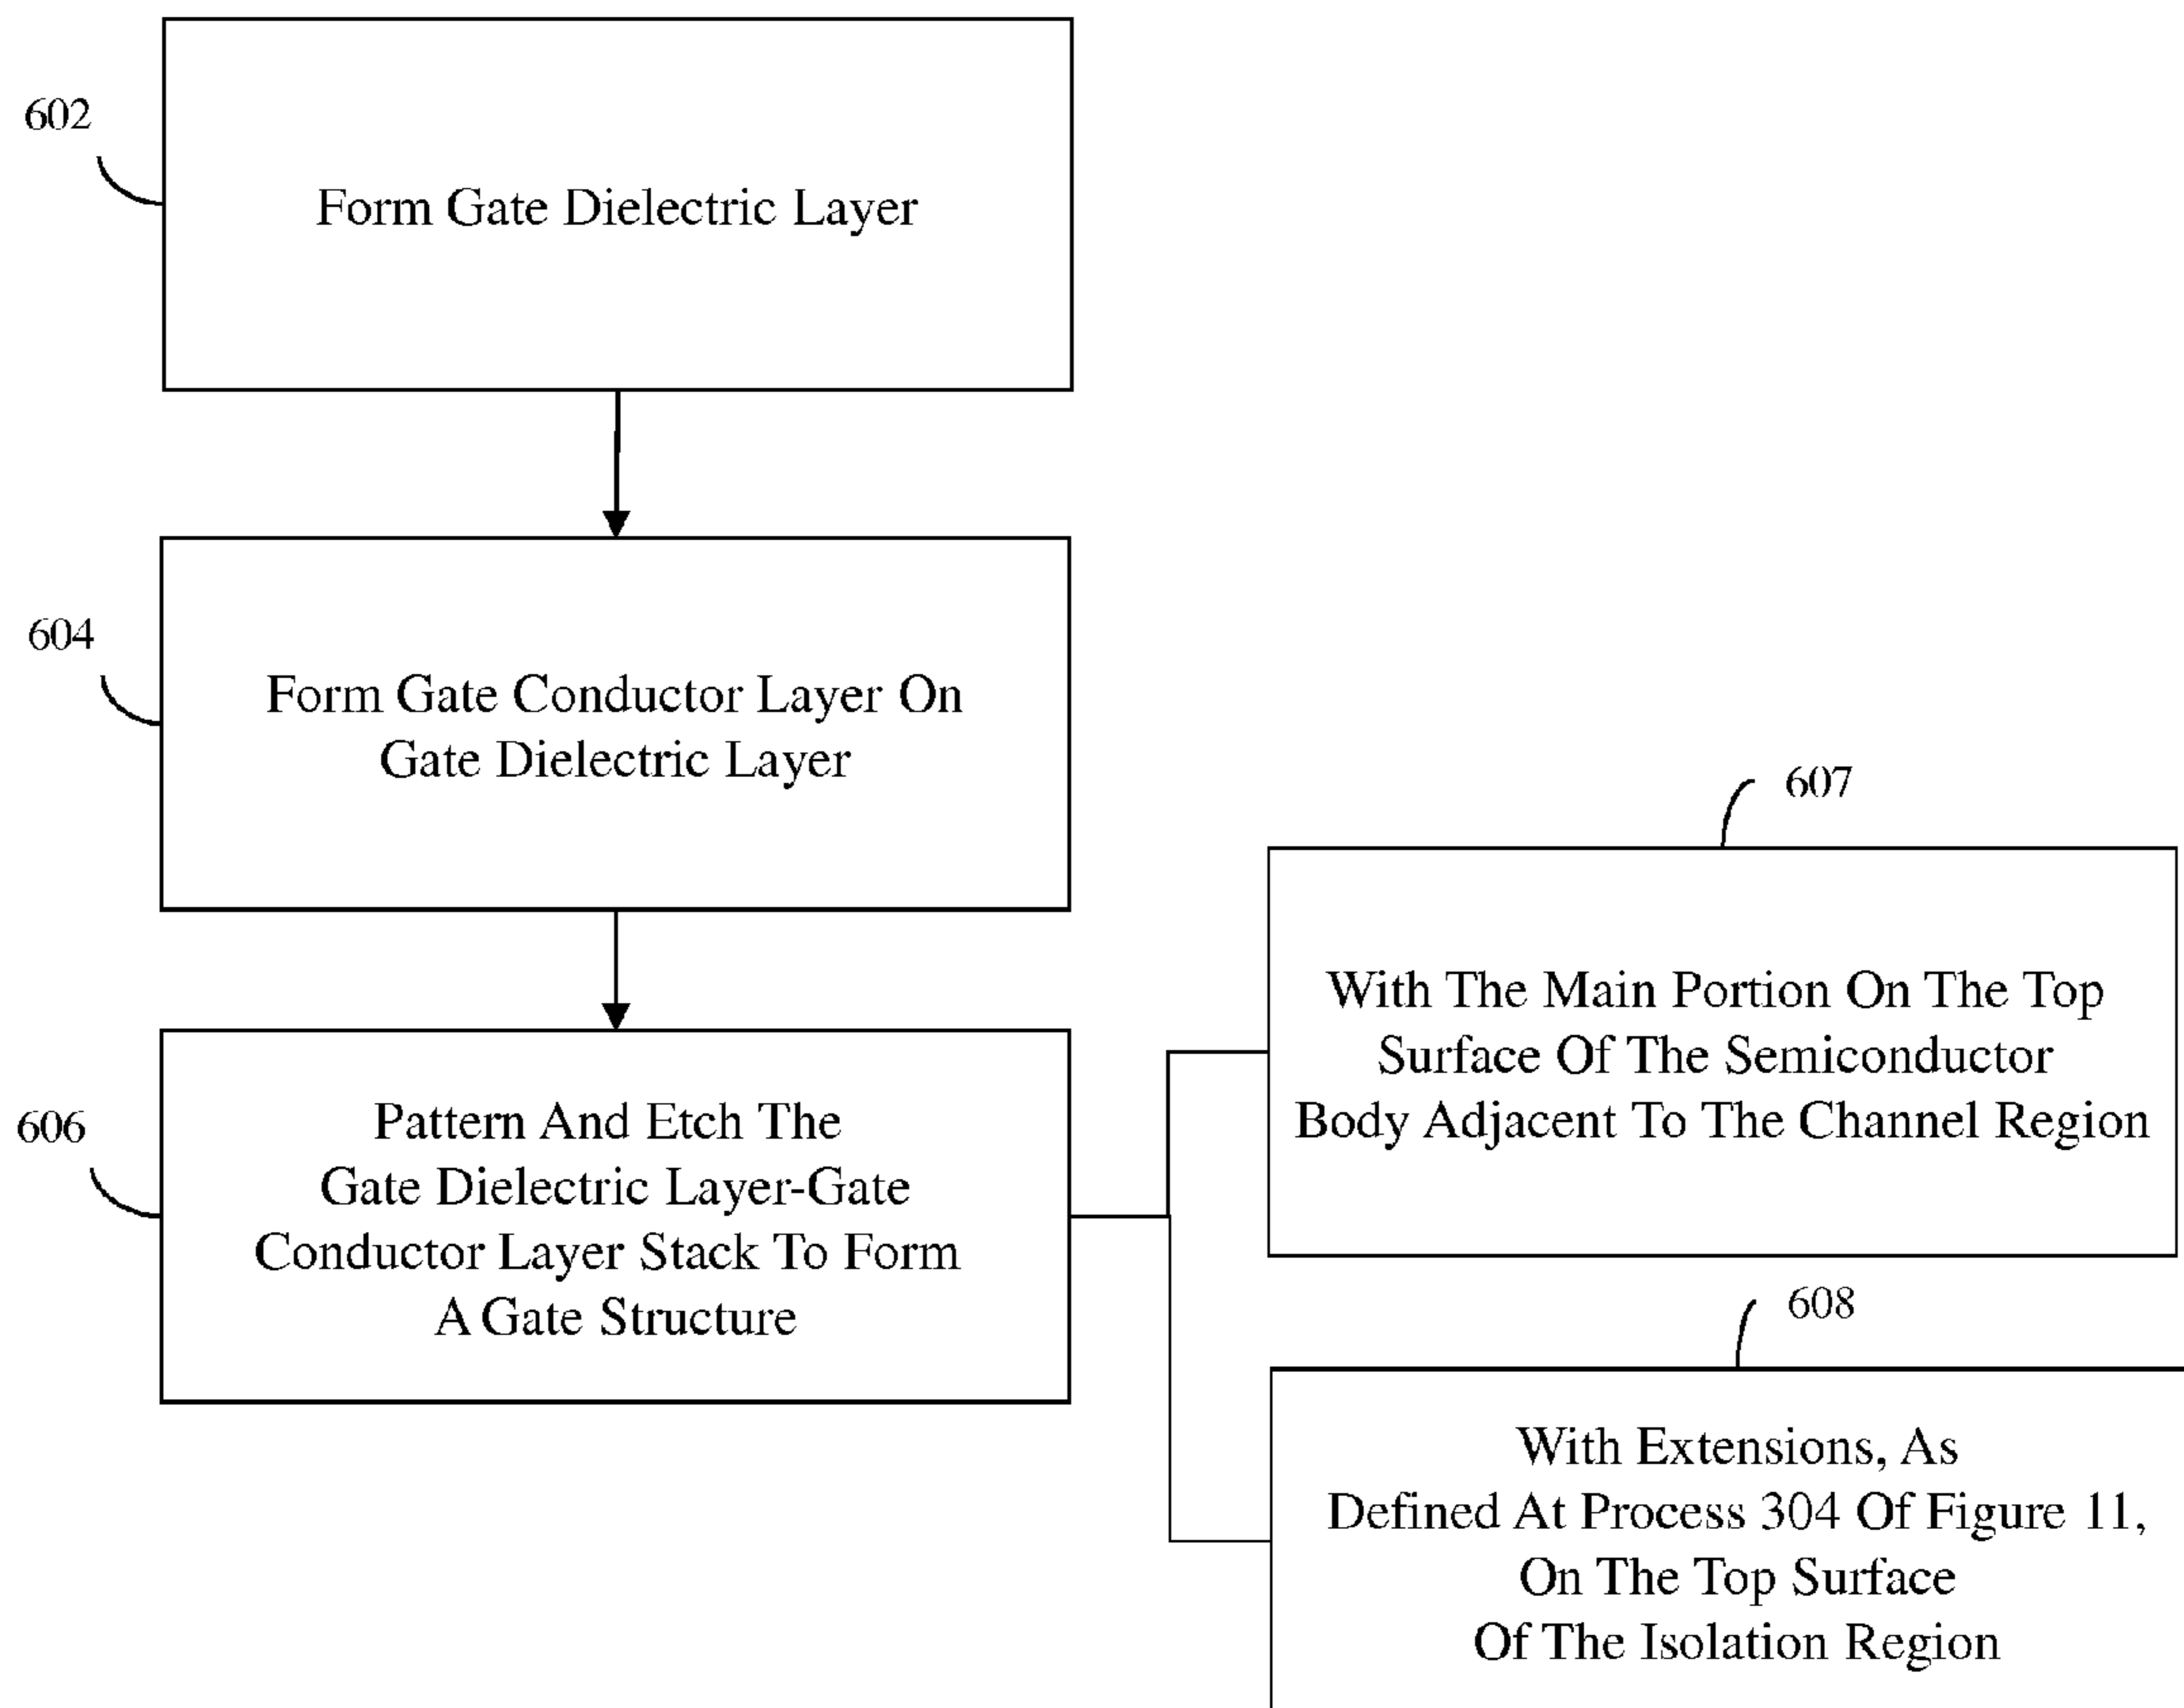 602
Form Gate Dielectric Layer
604
Form Gate Conductor Layer On
Gate Dielectric Layer
606
Pattern And Etch The
Gate Dielectric Layer-Gate
Conductor Layer Stack To Form
A Gate Structure
607
With The Main Portion On The Top
Surface Of The Semiconductor
Body Adjacent To The Channel Region
608
With Extensions, As
Defined At Process 304 Of Figure 11,
On The Top Surface
Of The Isolation Region